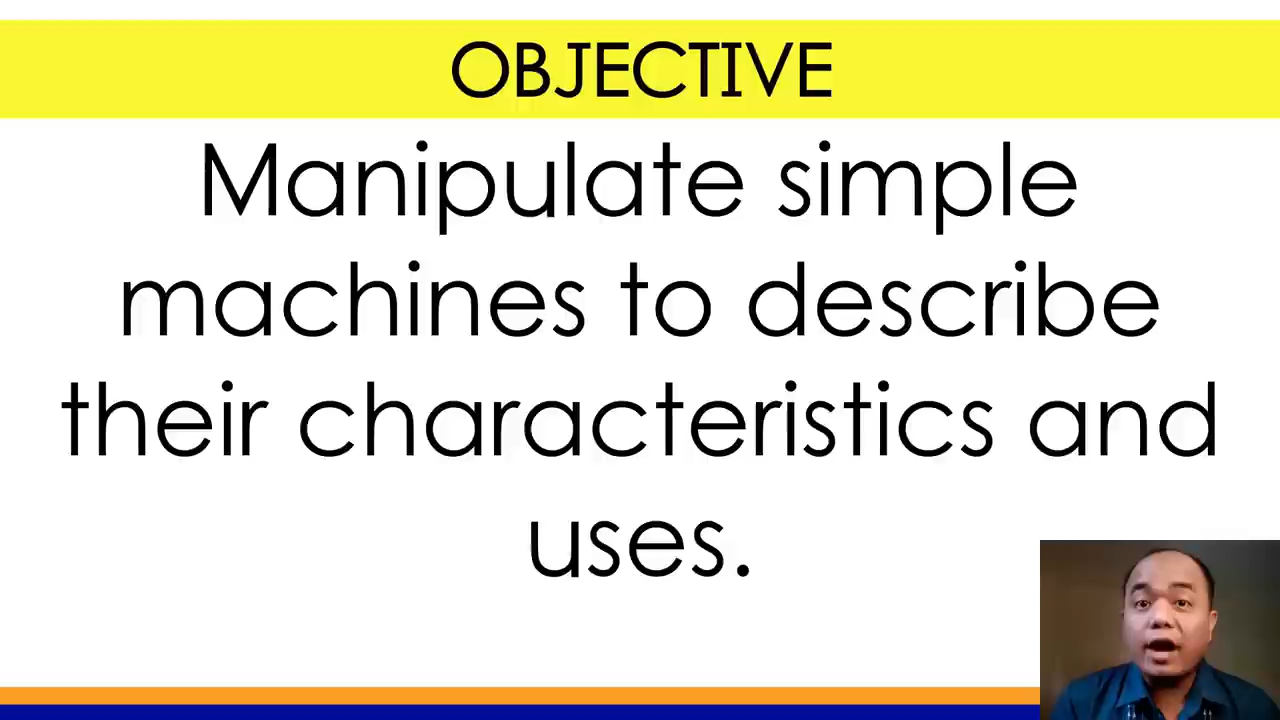 OBJECTIVE
Manipulate simple
machines to describe
their characteristics and
uses.